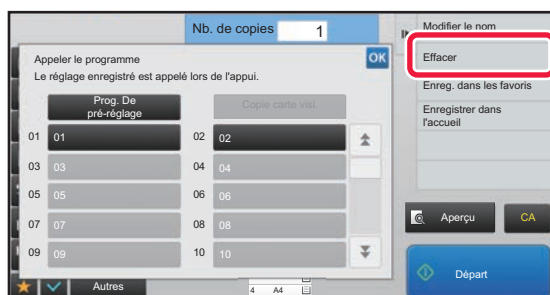 Nb. de copies 1
Modifier le nom
Appeler le programme OK
Effacer
Le réglage enregistré est appelé lors de l'appui.
Enreg. dans les favoris
Prog. De
pré-réglage
Copie carte visi.
Enregistrer dans
l'accueil
01 01 02 02
03 03 04 04
05 05 06 06
07 07 08 08
09 09 10 10
Aperçu CA
Autres
4 A4
Départ